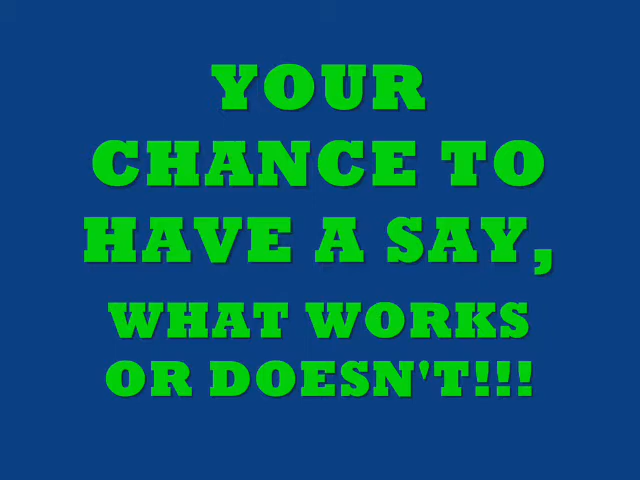 YOUR
CHANCE TO
HAVE A SAY,
WHAT WORKS
OR DOESN'T!!!